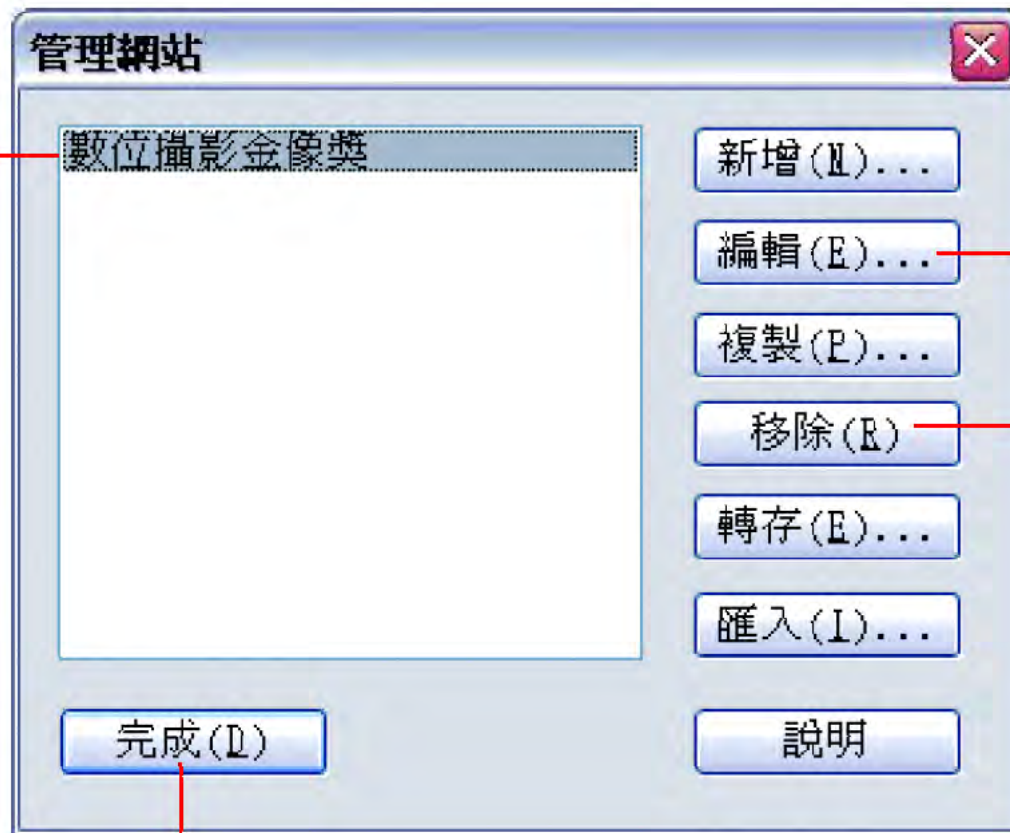 管理網站
數位攝影金像獎
新增(N)...
編輯(E)...
複製(P)...
移除(R)
轉存(E)...
匯入(I)...
完成(D)
說明